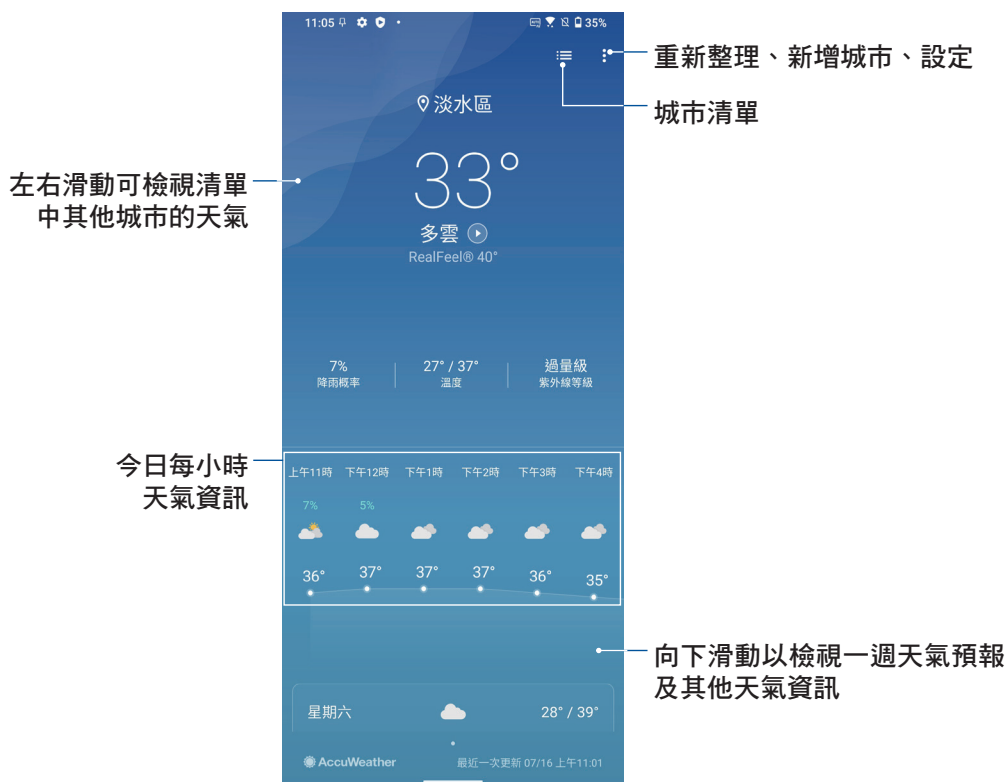 11:05
35%
重新整理、新增城市、設定
城市清單
淡水區
33°
左右滑動可檢視清單
中其他城市的天氣
多雲
RealFeel® 40°
7%
降雨概率
27° / 37°
溫度
過量級
紫外線等級
今日每小時
天氣資訊
上午11時 下午12時 下午1時 下午2時 下午3時 下午4時
7% 5%
36° 37° 37° 37° 36° 35°
向下滑動以檢視一週天氣預報
及其他天氣資訊
星期六 28° / 39°
AccuWeather 最近一次更新 07/16 上午11:01